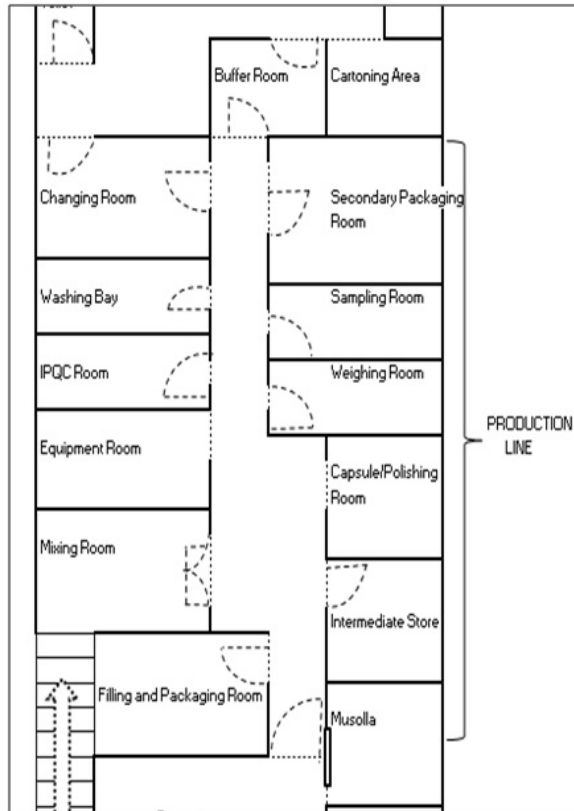 Buffer Room
Cartoning Area
Changing Room
Secondary Packaging
Room
Washing Bay
Sampling Room
IPQC Room
Weighing Room
PRODUCTION
LINE
Equipment Room
Capsule/Polishing
Room
Mixing Room
Intermediate Store
Filling and Packaging Room
Musolla